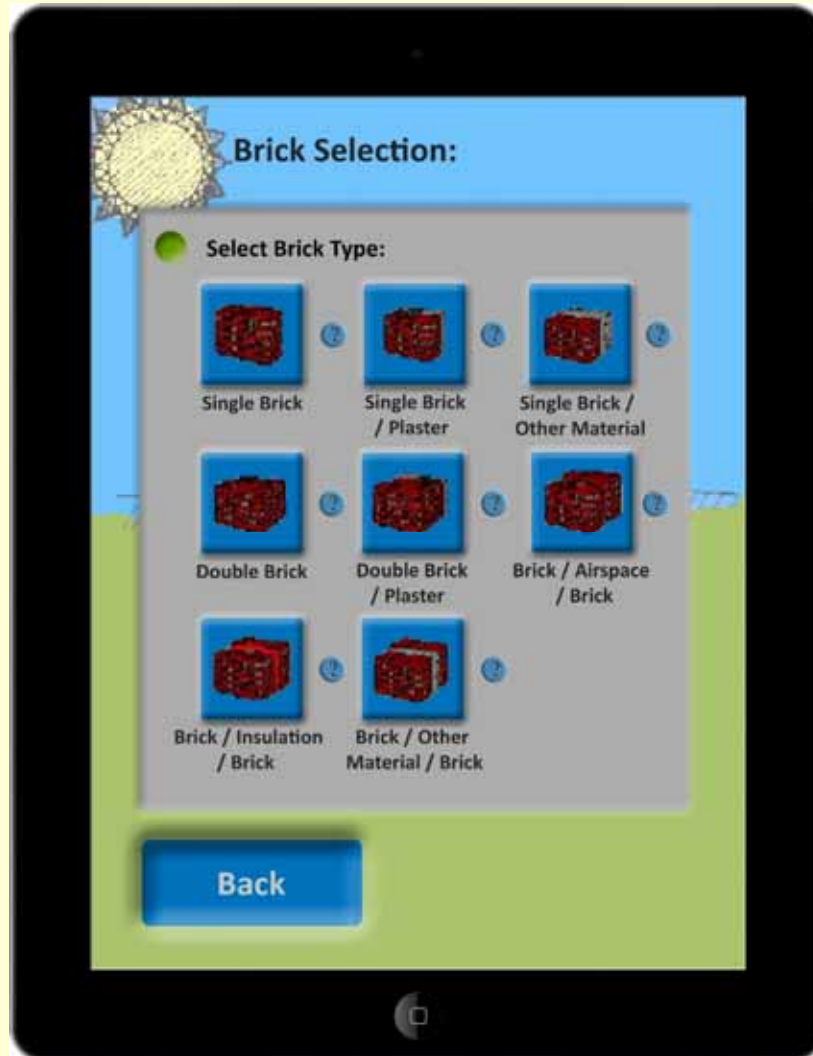 Brick Selection:
Select Brick Type:
? ? ?
Single Brick
Single Brick
/ Plaster
Single Brick /
Other Material
? ? ?
Double Brick
Double Brick
/ Plaster
Brick / Airspace
/ Brick
? ?
Brick / Insulation
/ Brick
Brick / Other
Material / Brick
Back